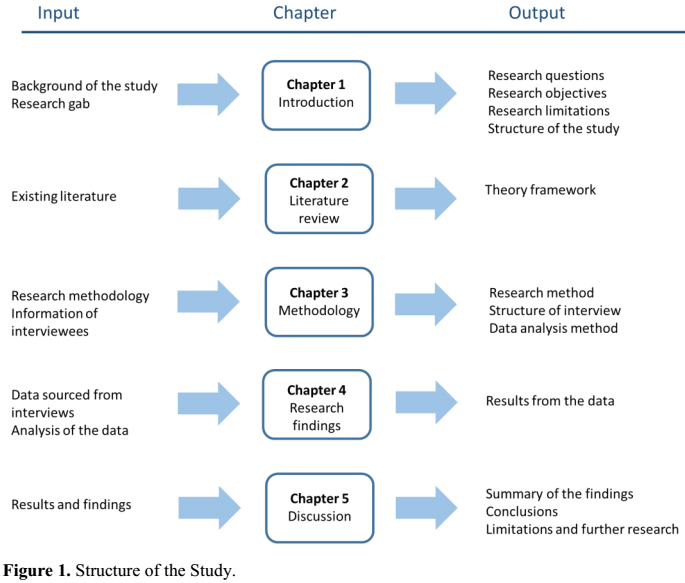 Input Chapter Output
Background of the study
Research gab
Chapter 1
Introduction
Research questions
Research objectives
Research limitations
Structure of the study
Existing literature
Chapter 2
Literature
review
Theory framework
Research methodology
Information of
interviewees
Chapter 3
Methodology
Research method
Structure of interview
Data analysis method
Data sourced from
interviews
Analysis of the data
Chapter 4
Research
findings
Results from the data
Results and findings
Chapter 5
Discussion
Summary of the findings
Conclusions
Limitations and further research
Figure 1. Structure of the Study.